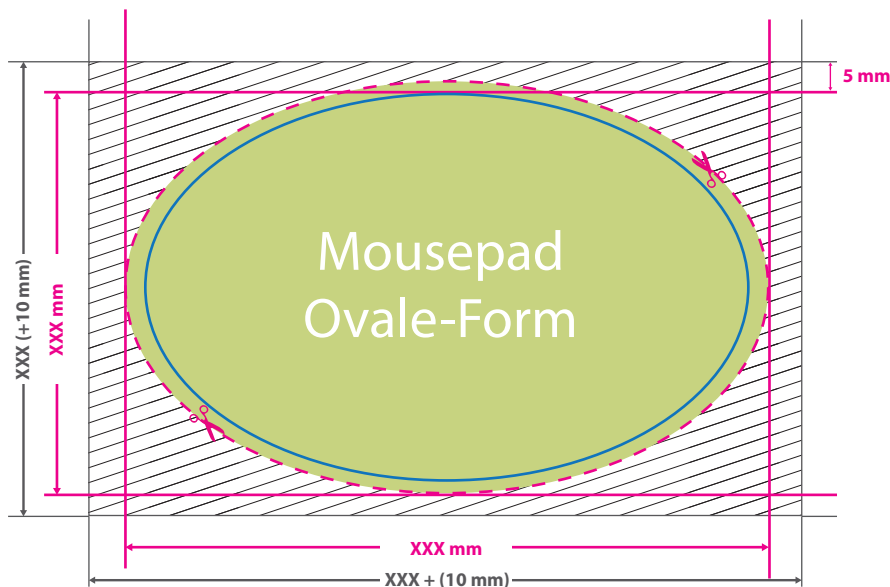 5 mm
Mousepad
Ovale-Form
XXX (+10 mm)
XXX mm
XXX mm
XXX + (10 mm)